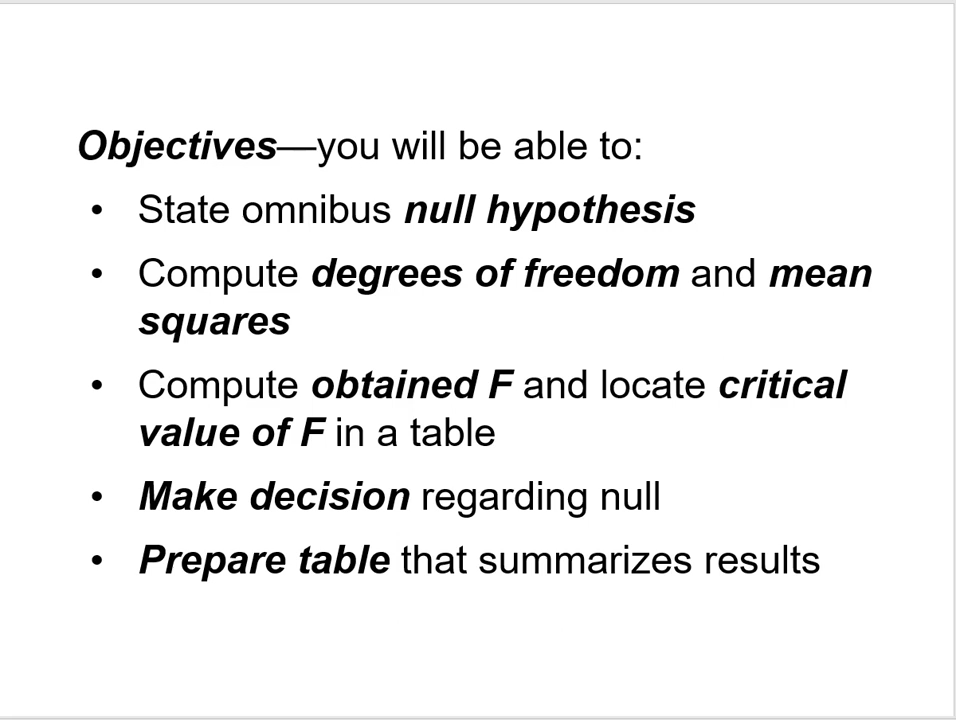 Objectives—you will be able to:
• State omnibus null hypothesis
• Compute degrees of freedom and mean
squares
• Compute obtained F and locate critical
value of F in a table
• Make decision regarding null
• Prepare table that summarizes results